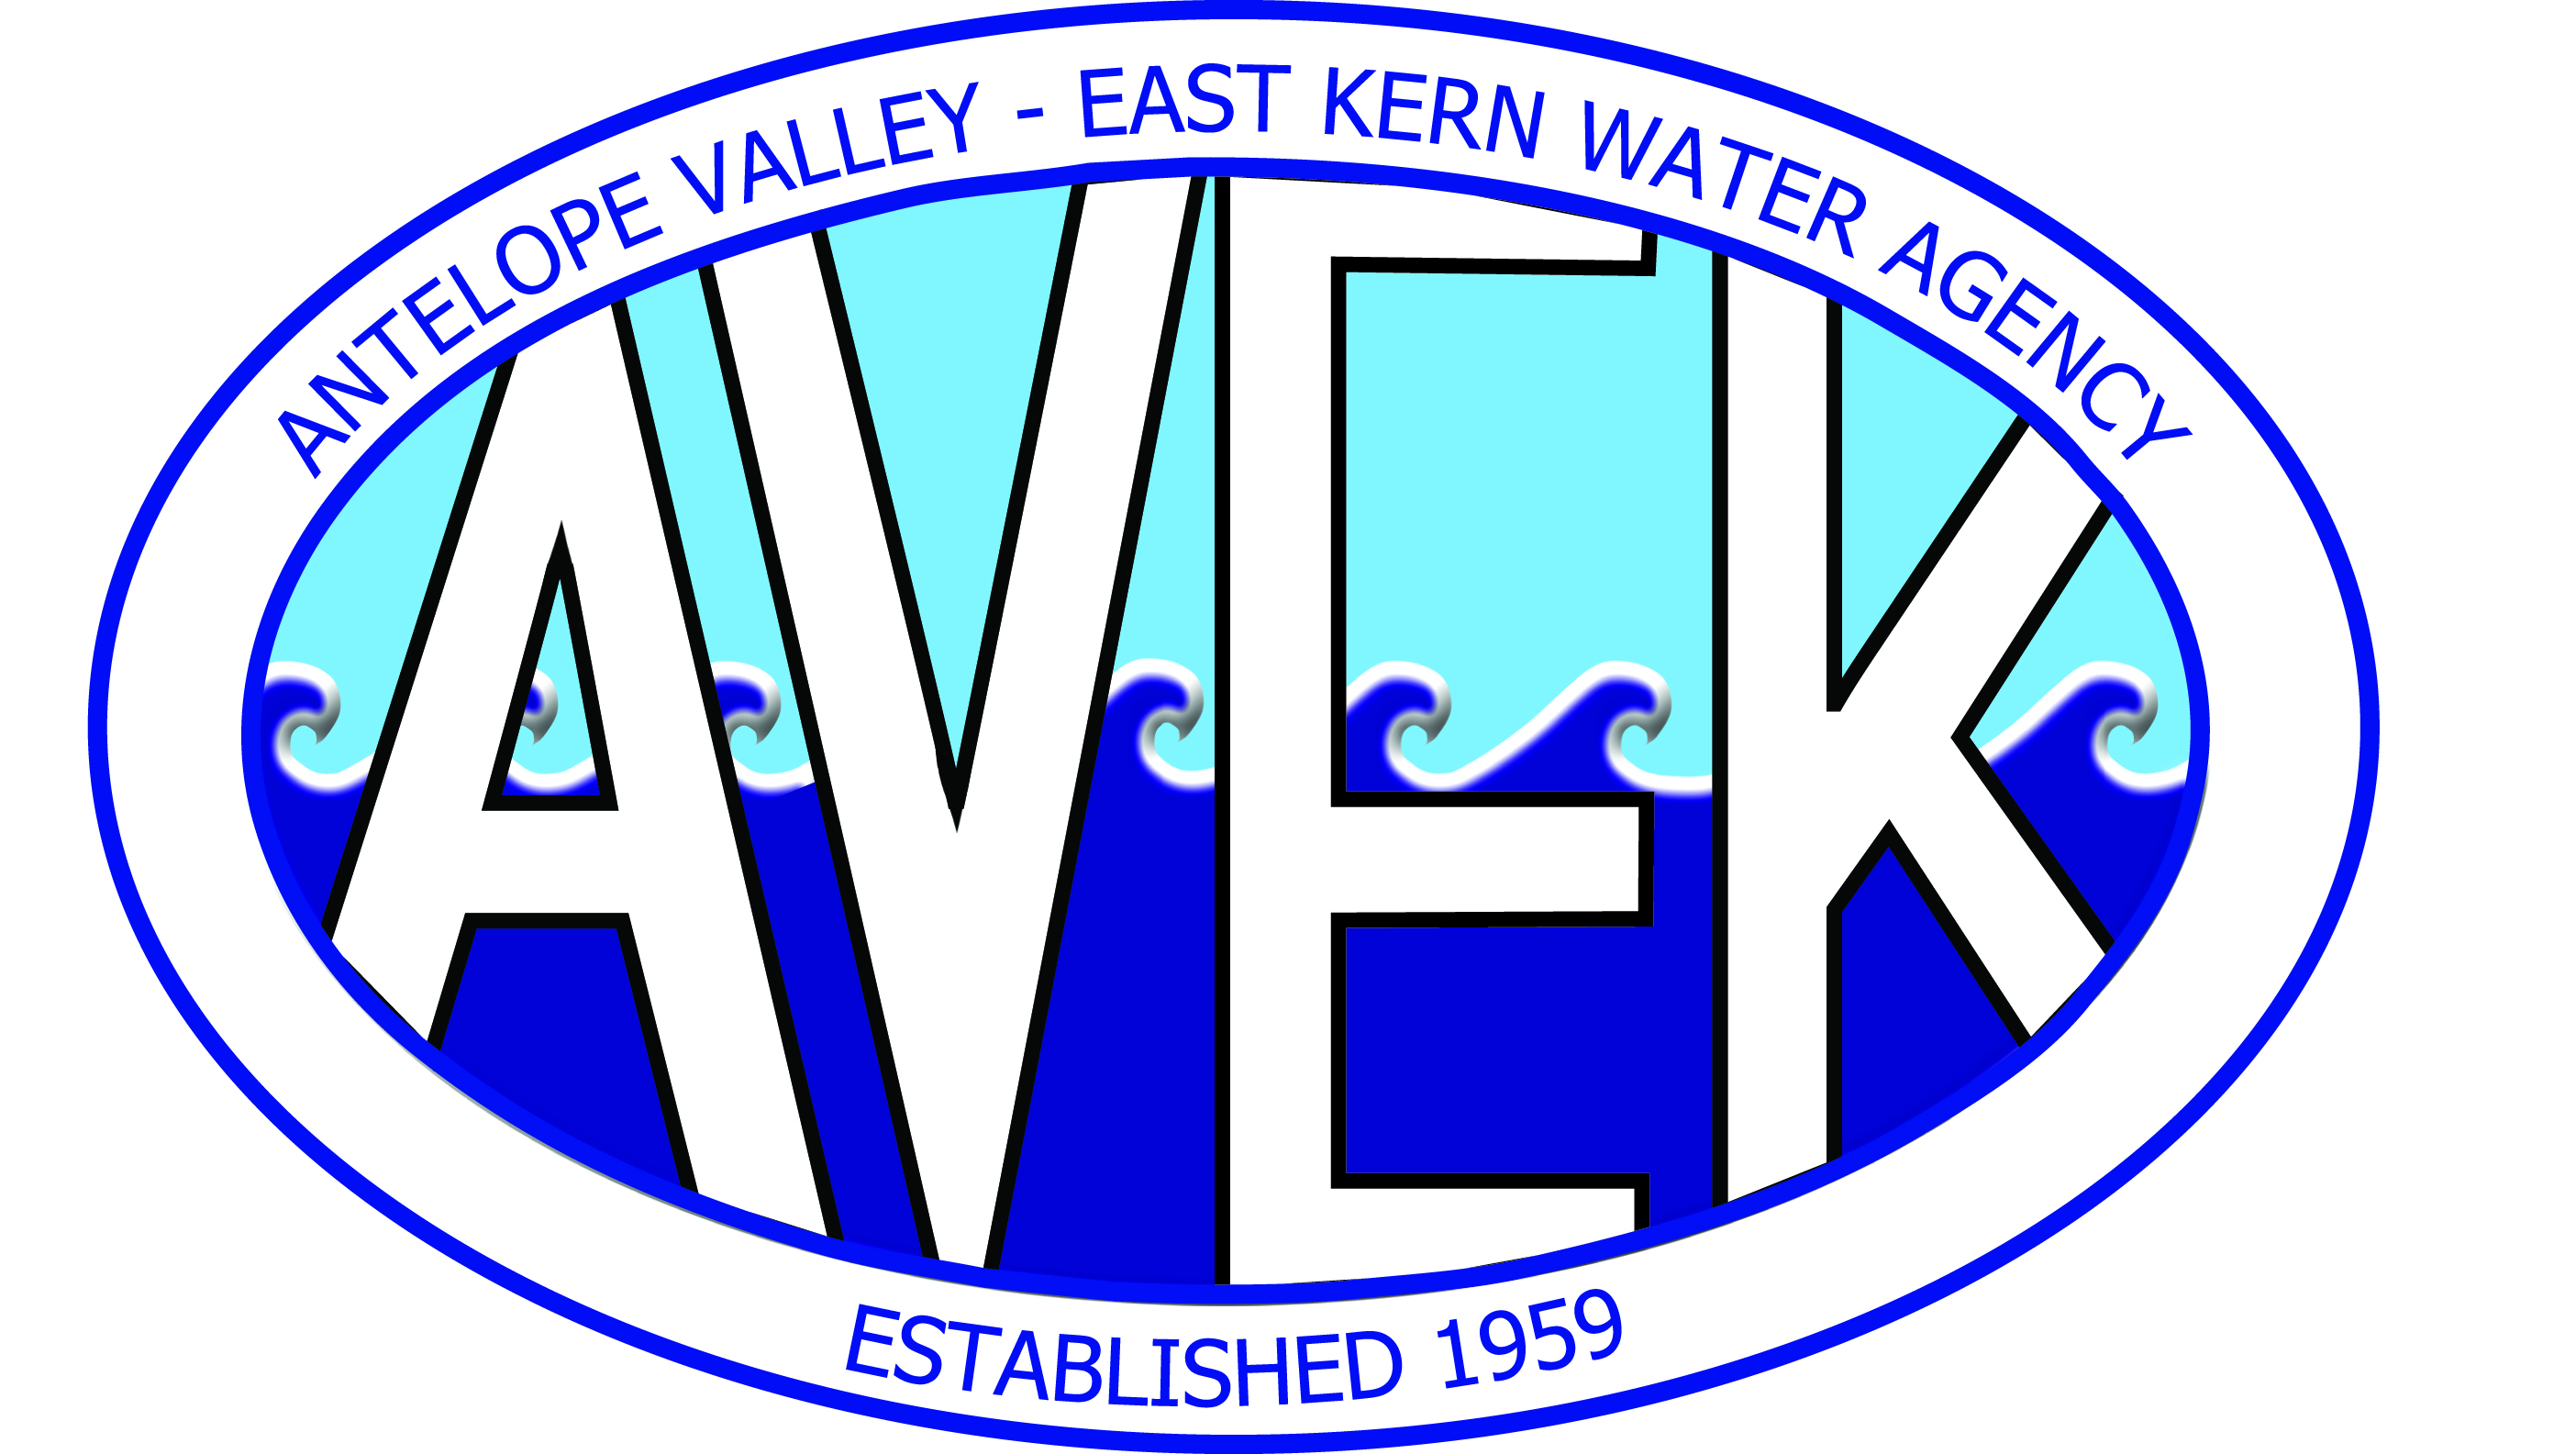 ANTELOPE VALLEY - EAST KERN WATER AGENCY
AVEK
ESTABLISHED 1959